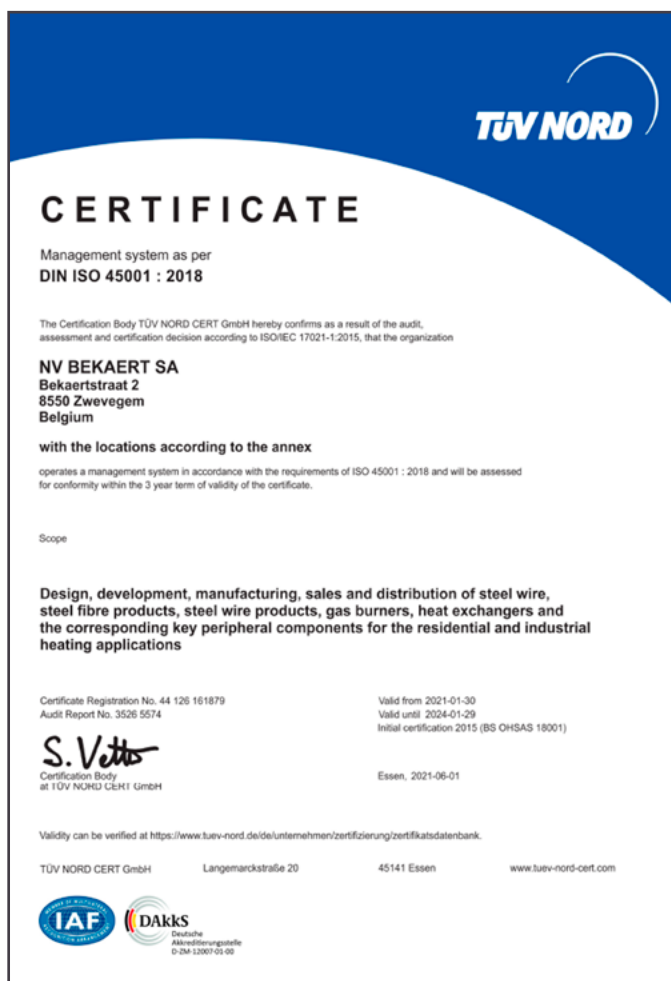 TÜV NORD
CERTIFICATE
Management system as per
DIN ISO 45001 : 2018
The Certification Body TÜV NORD CERT GmbH hereby confirms as a result of the audit,
assessment and certification decision according to ISO/IEC 17021-1:2015, that the organization
NV BEKAERT SA
Bekaertstraat 2
8550 Zwevegem
Belgium
with the locations according to the annex
operates a management system in accordance with the requirements of ISO 45001 : 2018 and will be assessed
for conformity within the 3 year term of validity of the certificate.
Scope
Design, development, manufacturing, sales and distribution of steel wire,
steel fibre products, steel wire products, gas burners, heat exchangers and
the corresponding key peripheral components for the residential and industrial
heating applications
Certificate Registration No. 44 126 161879
Audit Report No. 3526 5574
Valid from 2021-01-30
Valid until 2024-01-29
Initial certification 2015 (BS OHSAS 18001)
S. Vetto
Certification Body
at TÜV NORD CERT GmbH
Essen, 2021-06-01
Validity can be verified at https://www.tuev-nord.de/de/unternehmen/zertifizierung/zertifikatsdatenbank.
TÜV NORD CERT GmbH Langemarckstraße 20 45141 Essen www.tuev-nord-cert.com
IAF
DAkkS
Deutsche
Akkreditierungsstelle
D-ZM-12007-01-00